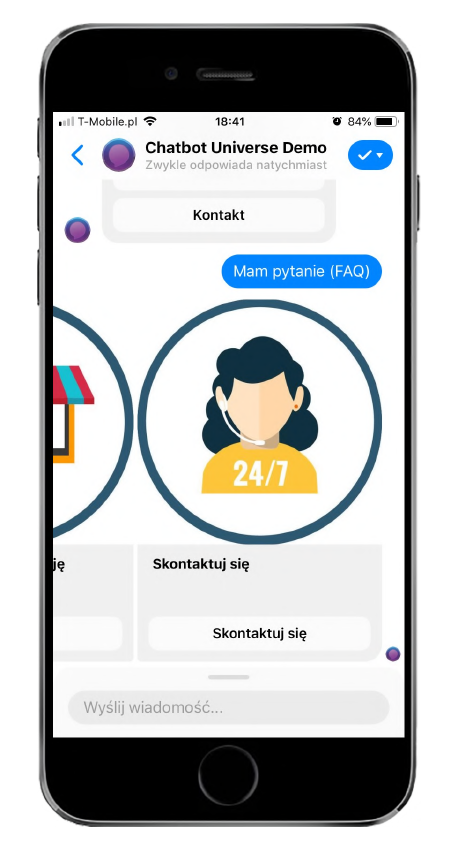 T-Mobile.pl
18:41
84%
Chatbot Universe Demo
Zwykle odpowiada natychmiast
Kontakt
Mam pytanie (FAQ)
24/7
ję
Skontaktuj się
Skontaktuj się
Wyślij wiadomość...